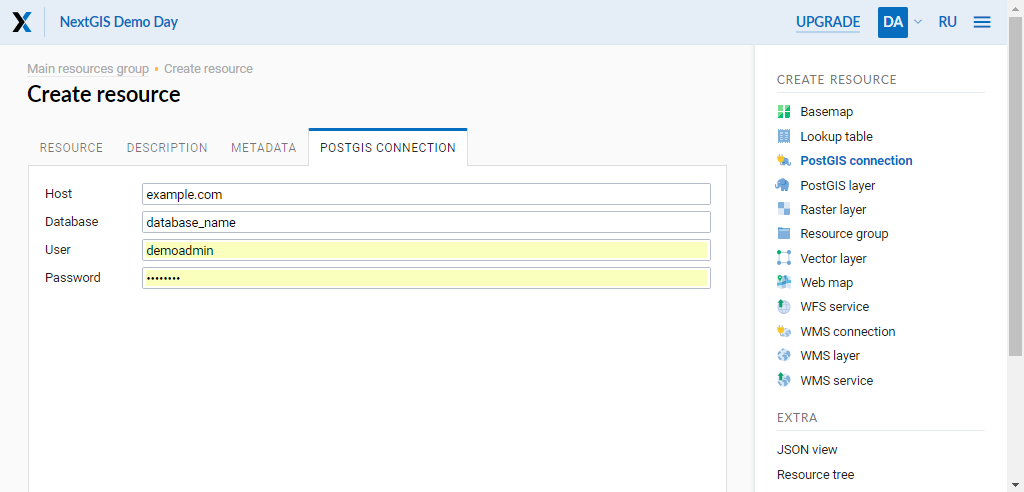 NextGIS Demo Day
UPGRADE
DA
RU
Main resources group • Create resource
Create resource
RESOURCE
DESCRIPTION
METADATA
POSTGIS CONNECTION
Host
example.com
Database
database_name
User
demoadmin
Password
••••••••
CREATE RESOURCE
Basemap
Lookup table
PostGIS connection
PostGIS layer
Raster layer
Resource group
Vector layer
Web map
WFS service
WMS connection
WMS layer
WMS service
EXTRA
JSON view
Resource tree